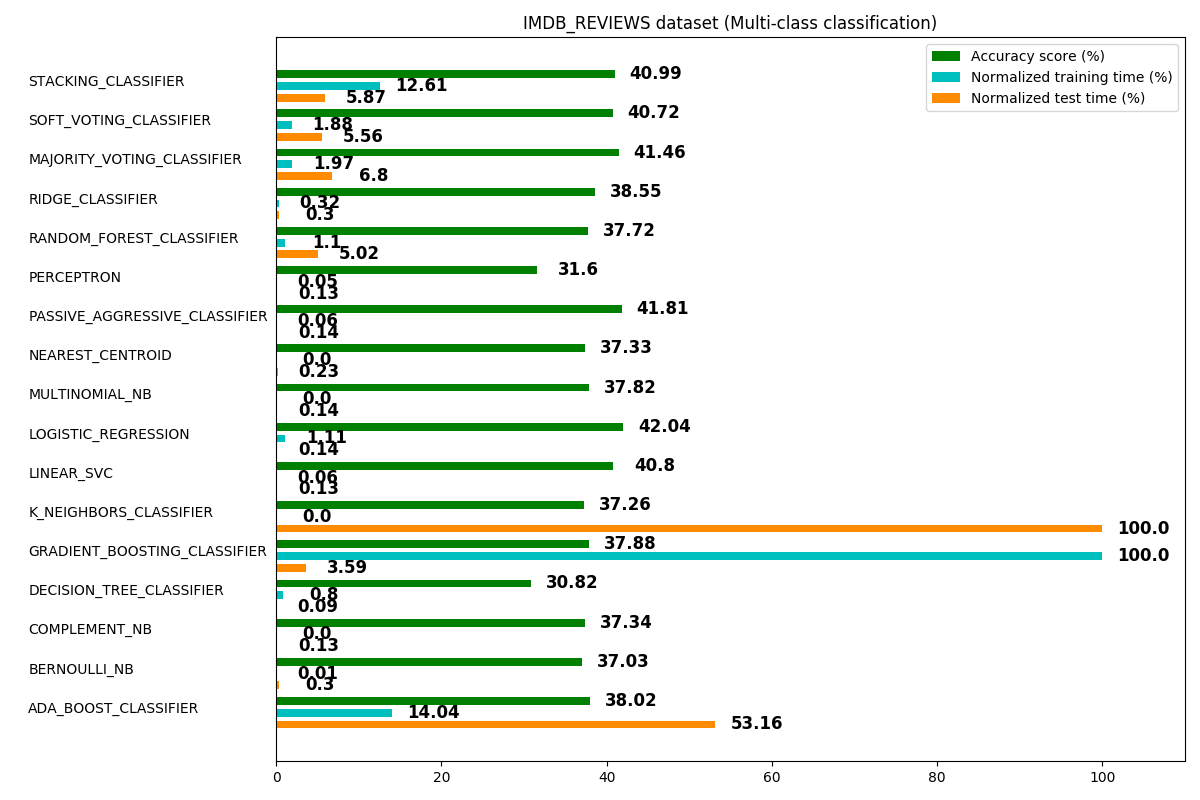 IMDB_REVIEWS dataset (Multi-class classification)
Accuracy score (%)
Normalized training time (%)
Normalized test time (%)
STACKING_CLASSIFIER
40.99
12.61
5.87
SOFT_VOTING_CLASSIFIER
40.72
1.88
5.56
MAJORITY_VOTING_CLASSIFIER
41.46
1.97
6.8
RIDGE_CLASSIFIER
38.55
0.32
0.3
RANDOM_FOREST_CLASSIFIER
37.72
1.1
5.02
PERCEPTRON
31.6
0.05
0.13
PASSIVE_AGGRESSIVE_CLASSIFIER
41.81
0.06
0.14
NEAREST_CENTROID
37.33
0.0
0.23
MULTINOMIAL_NB
37.82
0.0
0.14
LOGISTIC_REGRESSION
42.04
1.11
0.14
LINEAR_SVC
40.8
0.06
0.13
K_NEIGHBORS_CLASSIFIER
37.26
0.0
100.0
GRADIENT_BOOSTING_CLASSIFIER
37.88
100.0
3.59
DECISION_TREE_CLASSIFIER
30.82
0.8
0.09
COMPLEMENT_NB
37.34
0.0
0.13
BERNOULLI_NB
37.03
0.01
0.3
ADA_BOOST_CLASSIFIER
38.02
14.04
53.16
0 20 40 60 80 100